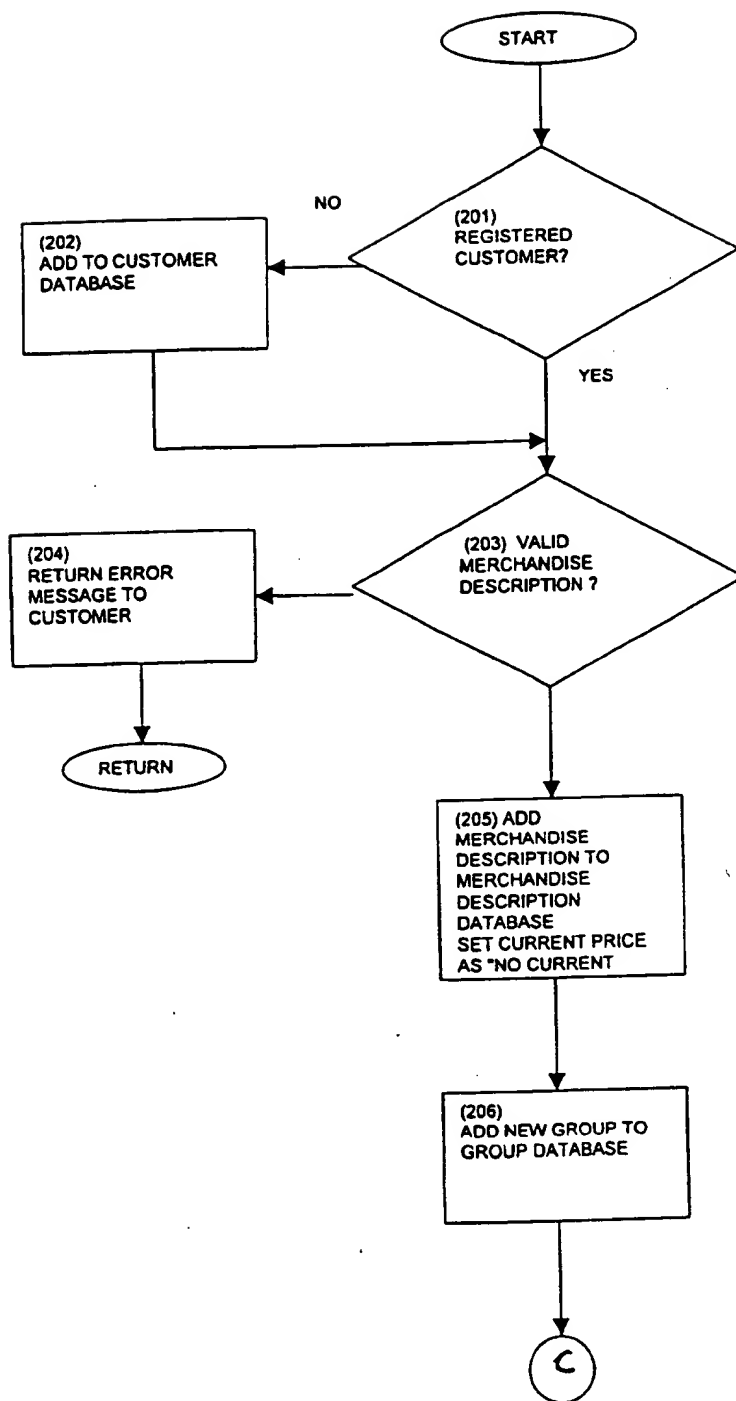 START
NO
(201)
REGISTERED
CUSTOMER?
(202)
ADD TO CUSTOMER
DATABASE
YES
(203) VALID
MERCHANDISE
DESCRIPTION ?
(204)
RETURN ERROR
MESSAGE TO
CUSTOMER
RETURN
(205) ADD
MERCHANDISE
DESCRIPTION TO
MERCHANDISE
DESCRIPTION
DATABASE
SET CURRENT PRICE
AS "NO CURRENT
(206)
ADD NEW GROUP TO
GROUP DATABASE
C